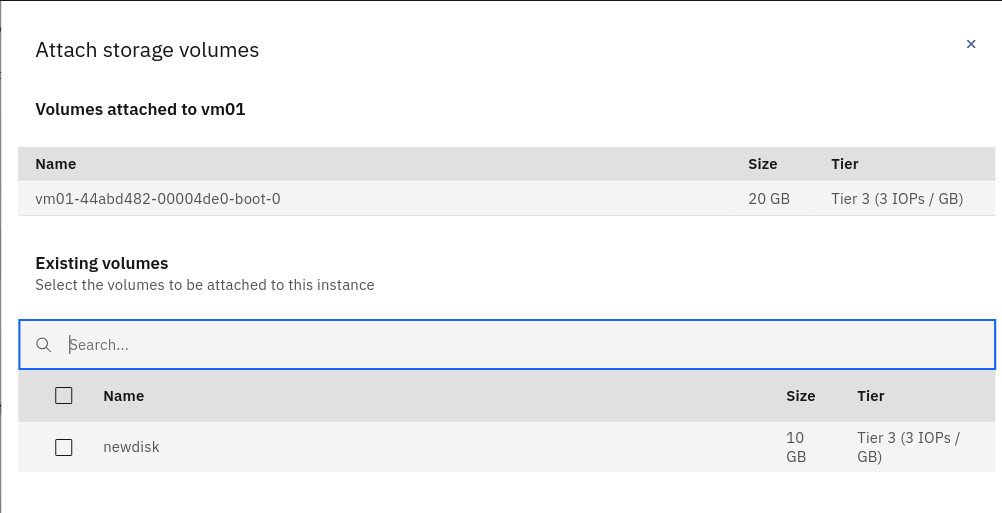 Attach storage volumes
Volumes attached to vm01
Name Size Tier
vm01-44abd482-00004de0-boot-0 20 GB Tier 3 (3 IOPs / GB)
Existing volumes
Select the volumes to be attached to this instance
Search...
Name Size Tier
newdisk 10 GB Tier 3 (3 IOPs / GB)